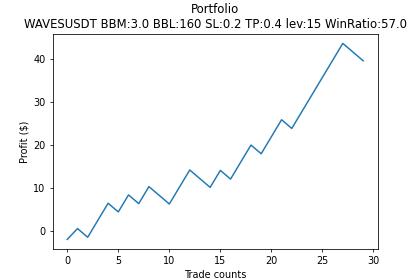 Portfolio
WAVESUSDT BBM:3.0 BBL:160 SL:0.2 TP:0.4 lev:15 WinRatio:57.0
40
30
20
10
0
Profit ($)
0 5 10 15 20 25 30
Trade counts